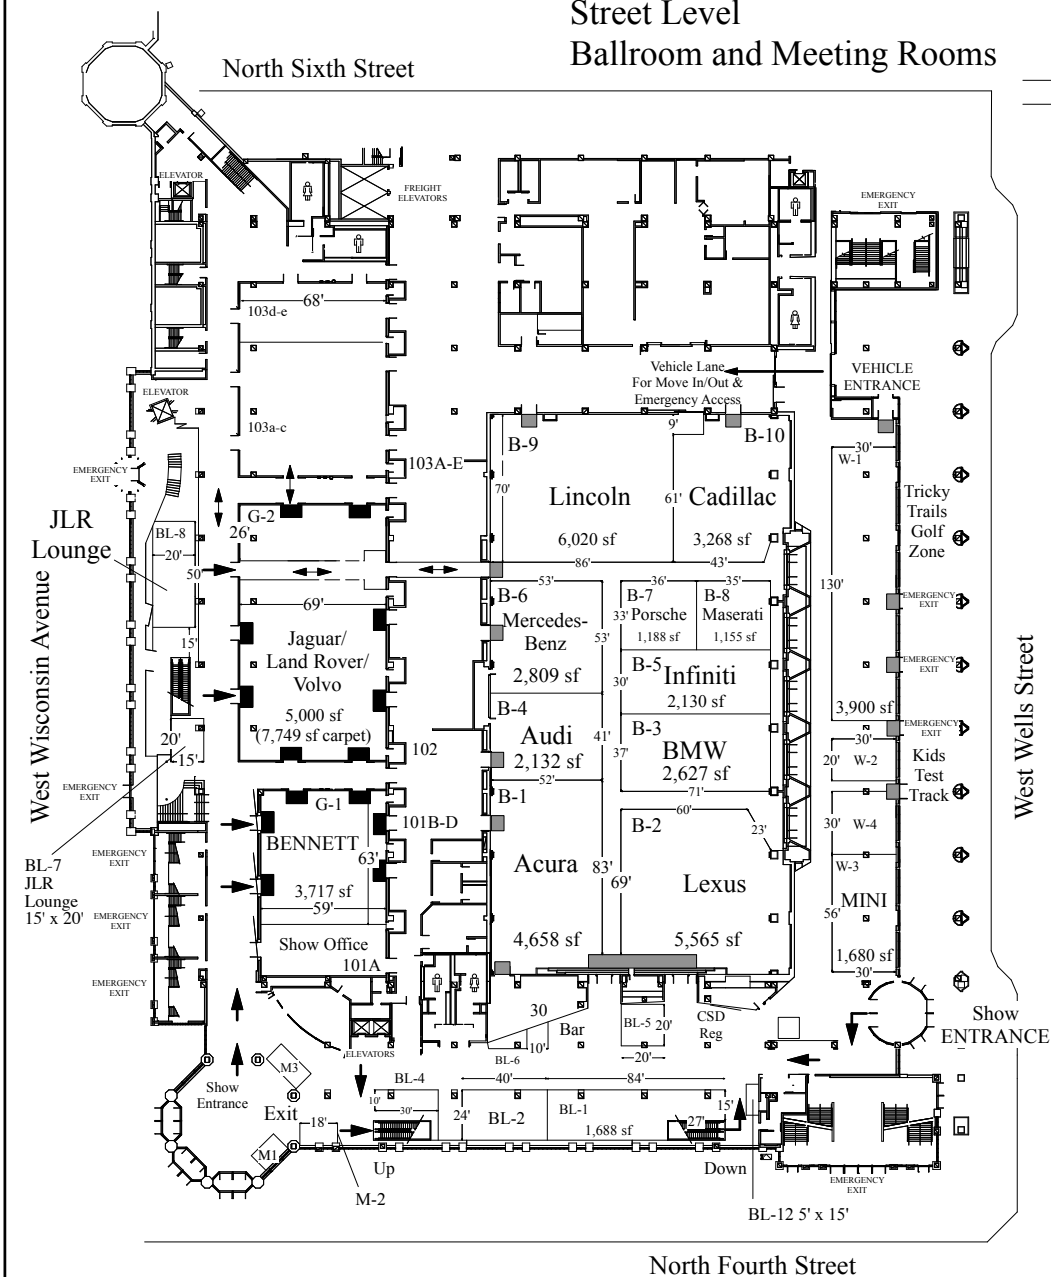 Street Level
Ballroom and Meeting Rooms
North Sixth Street
ELEVATOR
FREIGHT
ELEVATORS
EMERGENCY
EXIT
68'
103d-e
Vehicle Lane
For Move In/Out &
Emergency Access
VEHICLE
ENTRANCE
ELEVATOR
103a-c
103A-E
B-9
9'
B-10
30'
W-1
EMERGENCY
EXIT
70'
Lincoln
61'
Cadillac
Tricky
Trails
Golf
Zone
JLR
Lounge
BL-8
20'
50'
G-2
26'
6,020 sf
3,268 sf
86'
43'
130'
West Wisconsin Avenue
53'
36'
35'
B-6
B-7
B-8
EMERGENCY
EXIT
69'
Mercedes-
Benz
33'
Porsche
Maserati
15'
Jaguar/
Land Rover/
Volvo
53'
1,188 sf
1,155 sf
B-5
EMERGENCY
EXIT
2,809 sf
30'
Infiniti
2,130 sf
West Wells Street
5,000 sf
(7,749 sf carpet)
B-4
B-3
3,900 sf
EMERGENCY
EXIT
20'
15'
102
Audi
2,132 sf
41'
37'
BMW
2,627 sf
30'
20'
W-2
Kids
Test
Track
52'
71'
EMERGENCY
EXIT
G-1
B-1
60'
B-2
101B-D
BENNETT
23'
30'
W-4
EMERGENCY
EXIT
63'
BL-7
JLR
Lounge
15' x 20'
Acura
83'
69'
Lexus
W-3
MINI
3,717 sf
59'
56'
EMERGENCY
EXIT
Show Office
101A
4,658 sf
5,565 sf
1,680 sf
30'
EMERGENCY
EXIT
30
Bar
BL-5
20'
CSD
Reg
Show
ENTRANCE
10'
BL-6
20'
ELEVATORS
M3
Show
Entrance
BL-4
40'
84'
Exit
10'
30'
24'
BL-2
BL-1
15'
18'
1,688 sf
27'
M1
Up
Down
M-2
EMERGENCY
EXIT
BL-12 5' x 15'
North Fourth Street